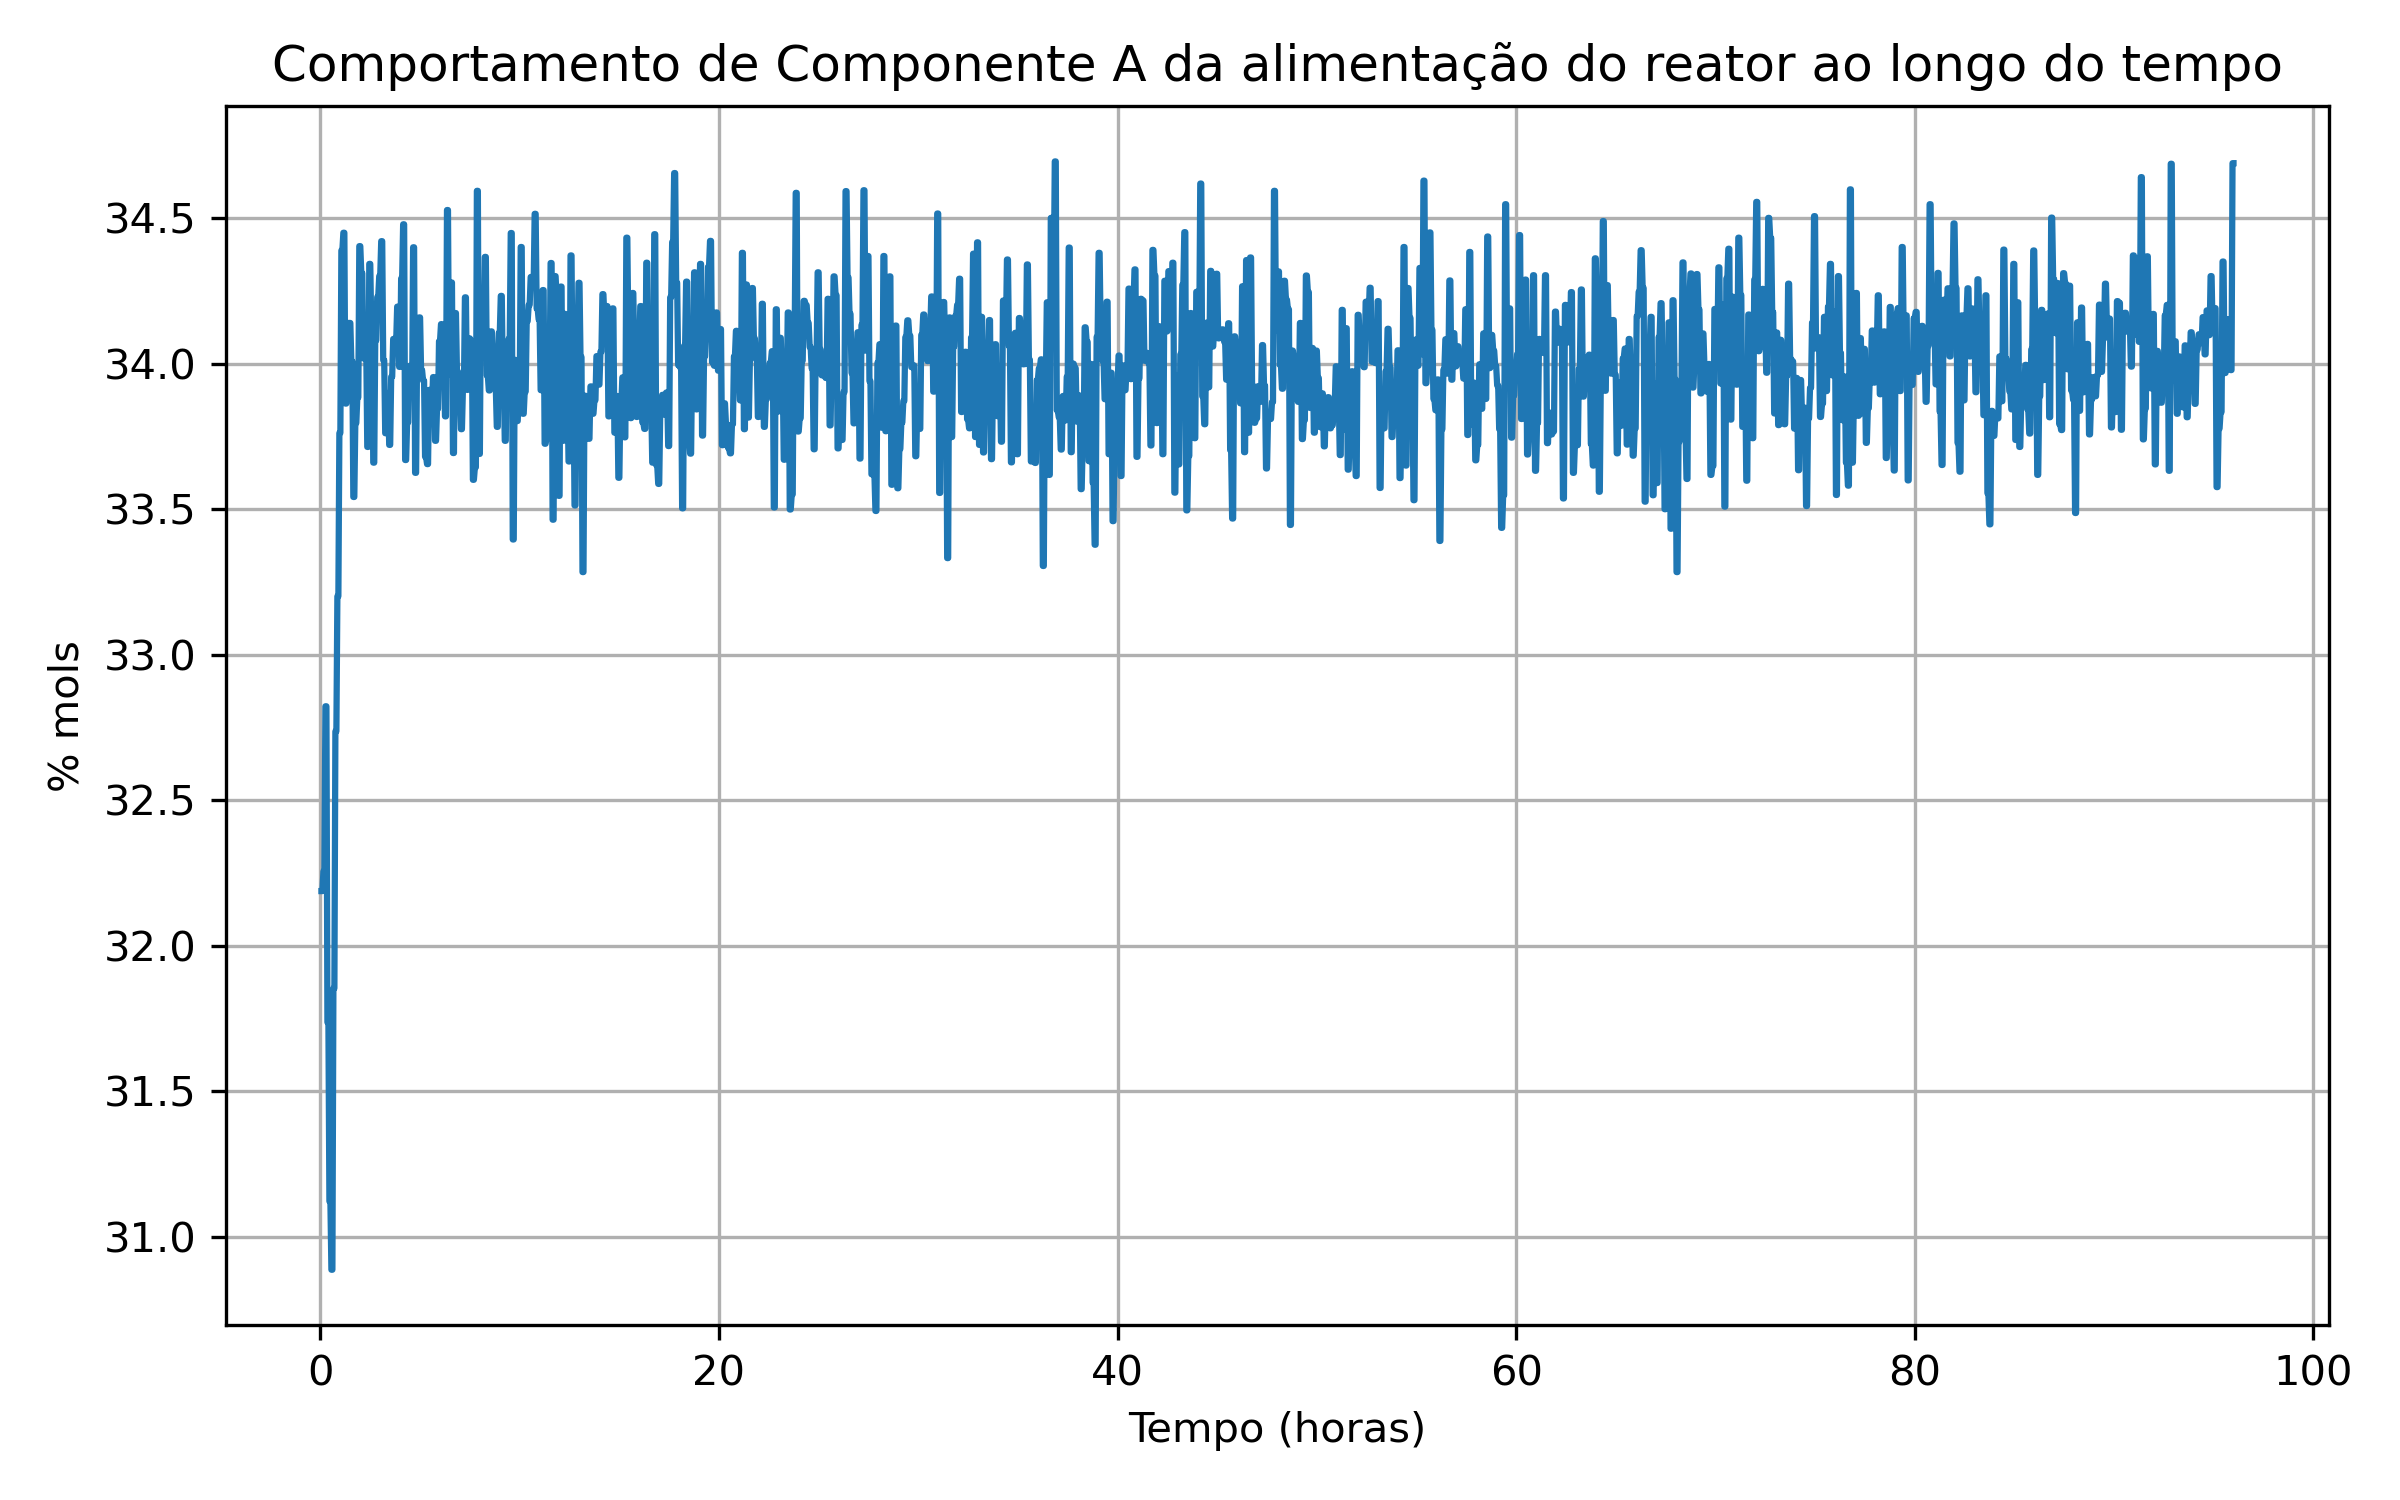 Comportamento de Componente A da alimentação do reator ao longo do tempo
% mols
34.5
34.0
33.5
33.0
32.5
32.0
31.5
31.0
0 20 40 60 80 100
Tempo (horas)